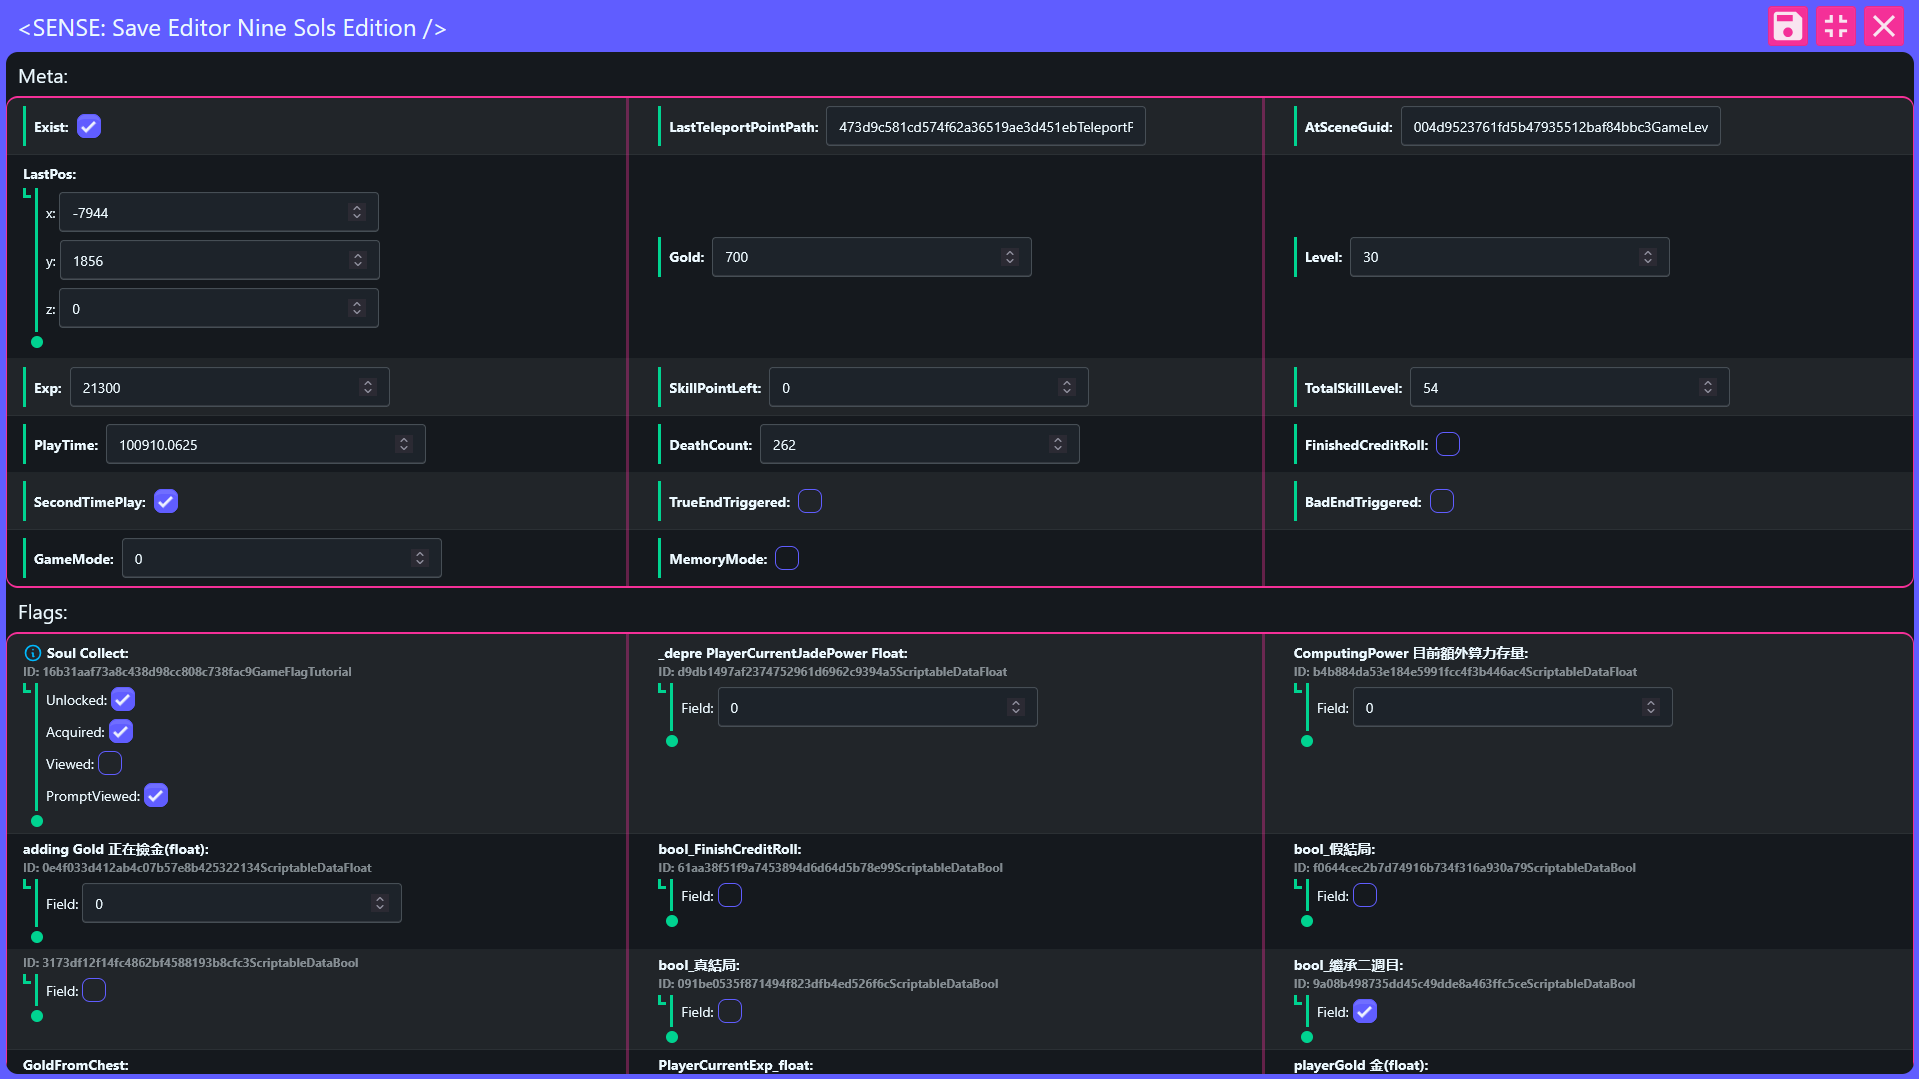 <SENSE: Save Editor Nine Sols Edition />
Meta:
Exist:
LastTeleportPointPath: 473d9c581cd574f62a36519ae3d451ebTeleportF
AtSceneGuid: 004d9523761fd5b47935512baf84bbc3GameLev
LastPos:
x: -7944
y: 1856
z: 0
Gold: 700
Level: 30
Exp: 21300
SkillPointLeft: 0
TotalSkillLevel: 54
PlayTime: 100910.0625
DeathCount: 262
FinishedCreditRoll:
SecondTimePlay:
TrueEndTriggered:
BadEndTriggered:
GameMode: 0
MemoryMode:
Flags:
Soul Collect:
ID: 16b31aaf73a8c438d98cc808c738fac9GameFlagTutorial
Unlocked:
Acquired:
Viewed:
PromptViewed:
_depre PlayerCurrentJadePower Float:
ID: d9db1497af2374752961d6962c9394a5ScriptableDataFloat
Field: 0
ComputingPower 目前額外算力存量:
ID: b4b884da53e184e5991fcc4f3b446ac4ScriptableDataFloat
Field: 0
adding Gold 正在撿金(float):
ID: 0e4f033d412ab4c07b57e8b425322134ScriptableDataFloat
Field: 0
bool_FinishCreditRoll:
ID: 61aa38f51f9a7453894d6d64d5b78e99ScriptableDataBool
Field:
bool_假結局:
ID: f0644cec2b7d74916b734f316a930a79ScriptableDataBool
Field:
ID: 3173df12f14fc4862bf4588193b8cfc3ScriptableDataBool
Field:
bool_真結局:
ID: 091be0535f871494f823dfb4ed526f6cScriptableDataBool
Field:
bool_繼承二週目:
ID: 9a08b498735dd45c49dde8a463ffc5ceScriptableDataBool
Field:
GoldFromChest:
PlayerCurrentExp_float:
playerGold 金(float):